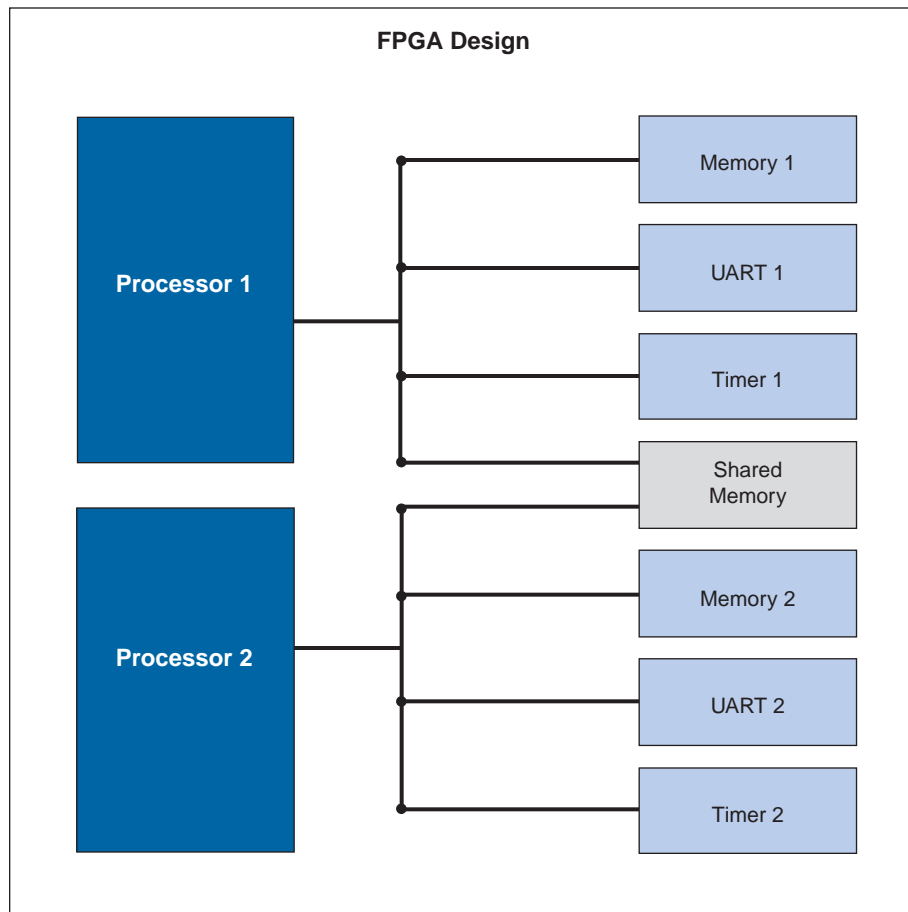 FPGA Design
Processor 1
Memory 1
UART 1
Timer 1
Shared
Memory
Processor 2
Memory 2
UART 2
Timer 2